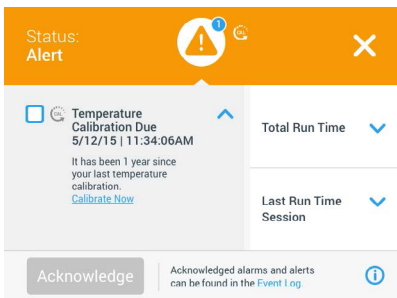 Status:
Alert
1
CAL
CAL
Temperature
Calibration Due
5/12/15 | 11:34:06AM
It has been 1 year since
your last temperature
calibration.
Calibrate Now
Total Run Time
Last Run Time
Session
Acknowledge
Acknowledged alarms and alerts
can be found in the Event Log